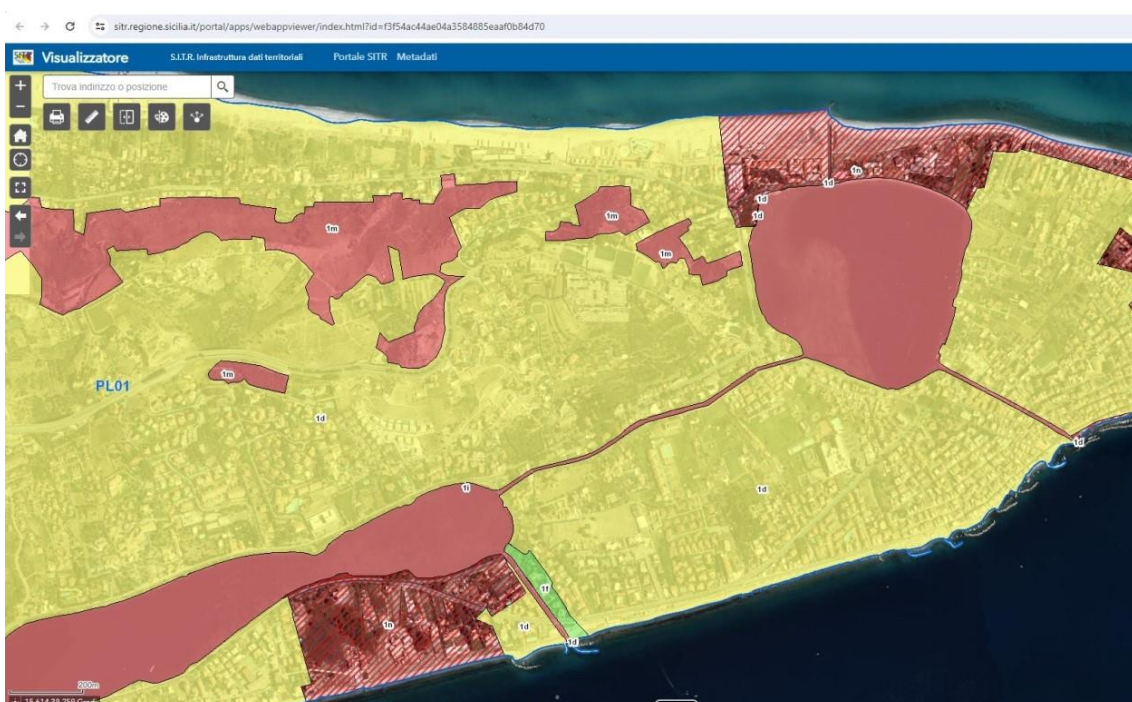 sitr.regione.sicilia.it/portal/apps/webappviewer/index.html?id=f3f54ac44ae04a3584885eaaf0b84d70
Visualizzatore S.I.T.R. Infrastruttura dati territoriali Portale SITR Metadati
Trova indirizzo o posizione
1n
1d
1d
1d
1m
1m
1m
1m
PL01
1d
1d
1i
1f
1n
1d
1d
1d
200m